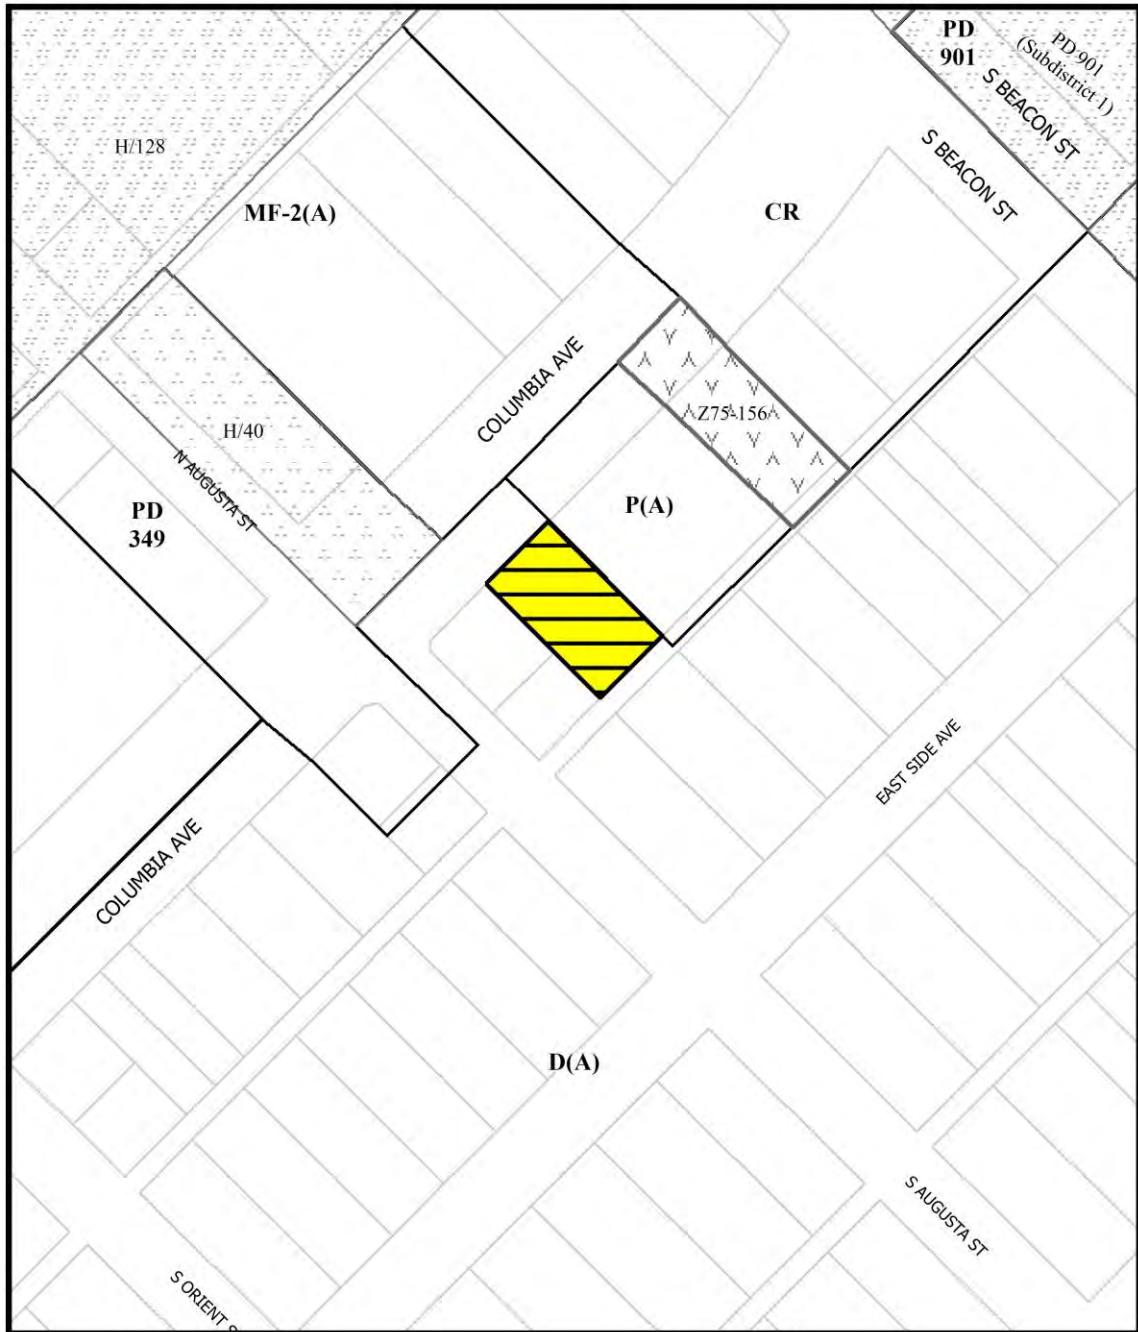 PD
901
PD 901
(Subdistrict 1)
S BEACON ST
S BEACON ST
H/128
MF-2(A)
CR
COLUMBIA AVE
Z75-156
H/40
N AUGUSTA ST
P(A)
PD
349
EAST SIDE AVE
COLUMBIA AVE
D(A)
S AUGUSTA ST
S ORIENT S